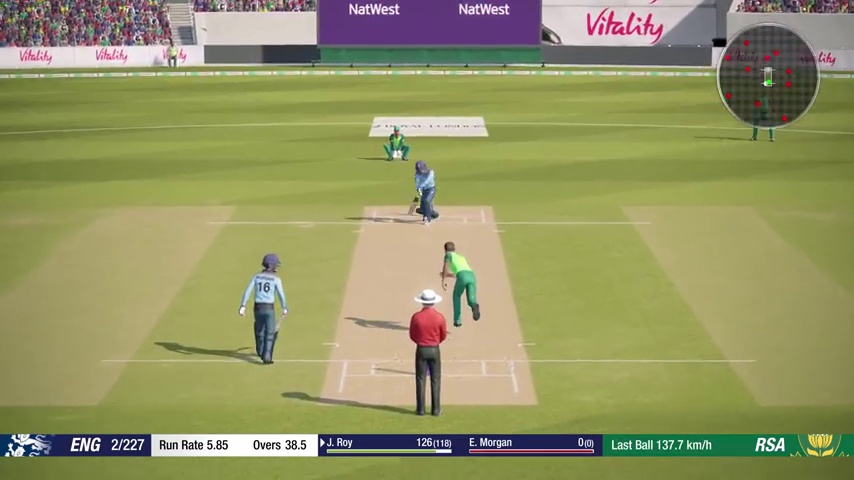 NatWest NatWest
Vitality
Vitality Vitality
16
ENG 2/227 Run Rate 5.85 Overs 38.5 J. Roy 126(118) E. Morgan 0(0) Last Ball 137.7 km/h RSA